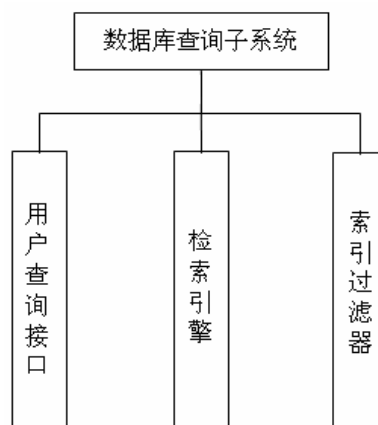 数据库查询子系统
用户查询接口
检索引擎
索引过滤器